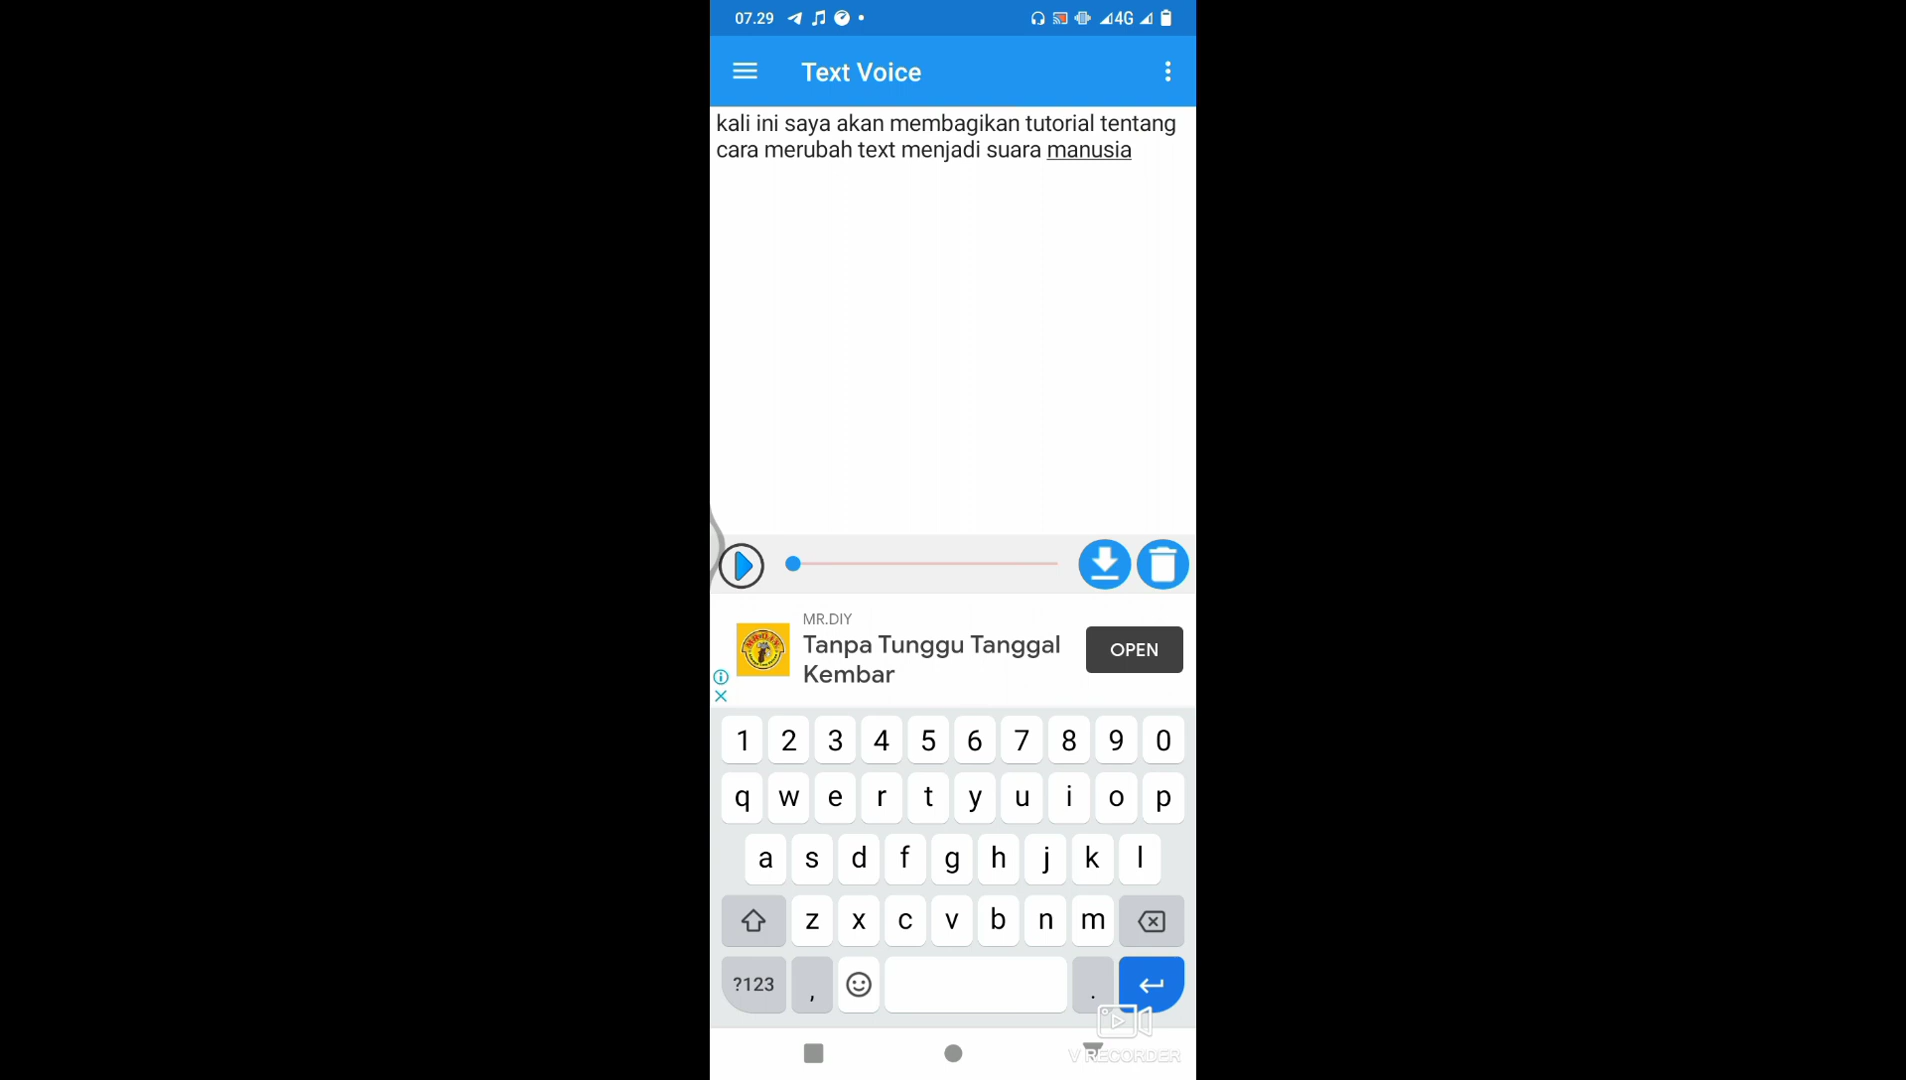 07.29
4G
Text Voice
kali ini saya akan membagikan tutorial tentang
cara merubah text menjadi suara manusia
MR.DIY
Tanpa Tunggu Tanggal
Kembar
OPEN
1 2 3 4 5 6 7 8 9 0
q w e r t y u i o p
a s d f g h j k l
z x c v b n m
?123 , .
V RECORDER